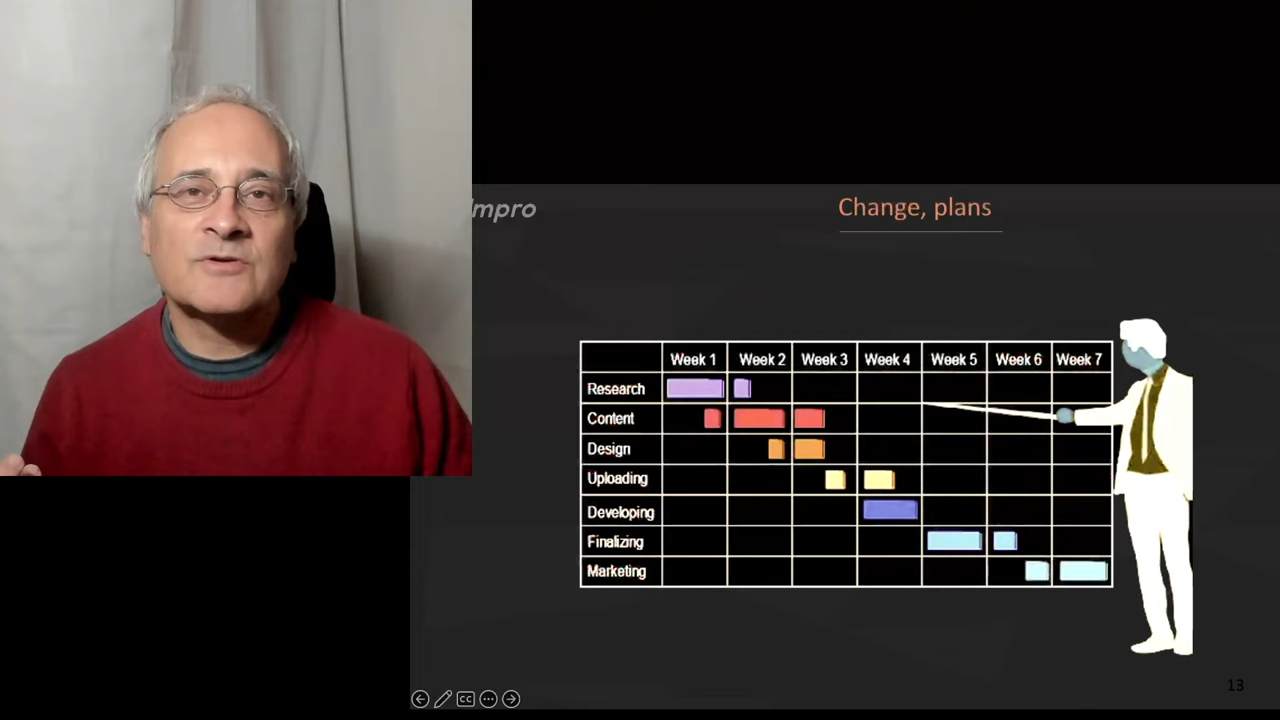 Impro
Change, plans
Week 1 Week 2 Week 3 Week 4 Week 5 Week 6 Week 7
Research
Content
Design
Uploading
Developing
Finalizing
Marketing
CC
13